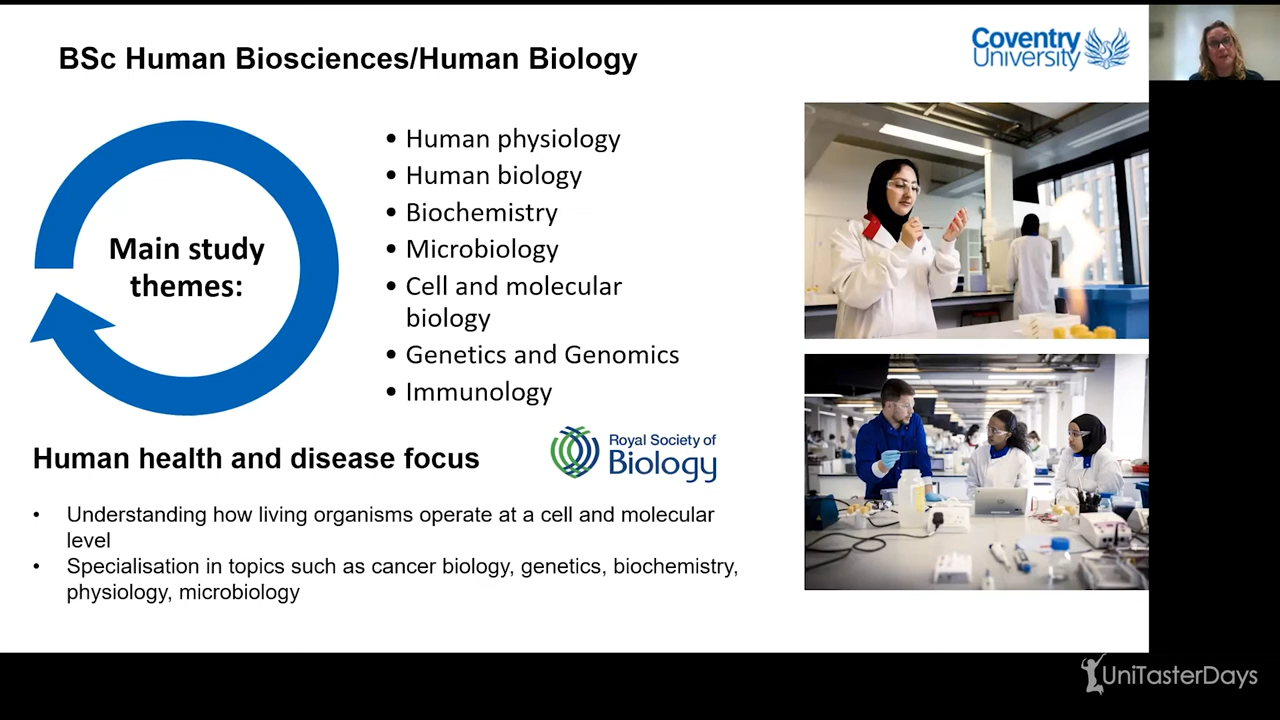 BSc Human Biosciences/Human Biology
Coventry
University
Main study
themes:
• Human physiology
• Human biology
• Biochemistry
• Microbiology
• Cell and molecular
biology
• Genetics and Genomics
• Immunology
Human health and disease focus
Royal Society of
Biology
• Understanding how living organisms operate at a cell and molecular
level
• Specialisation in topics such as cancer biology, genetics, biochemistry,
physiology, microbiology
UniTasterDays